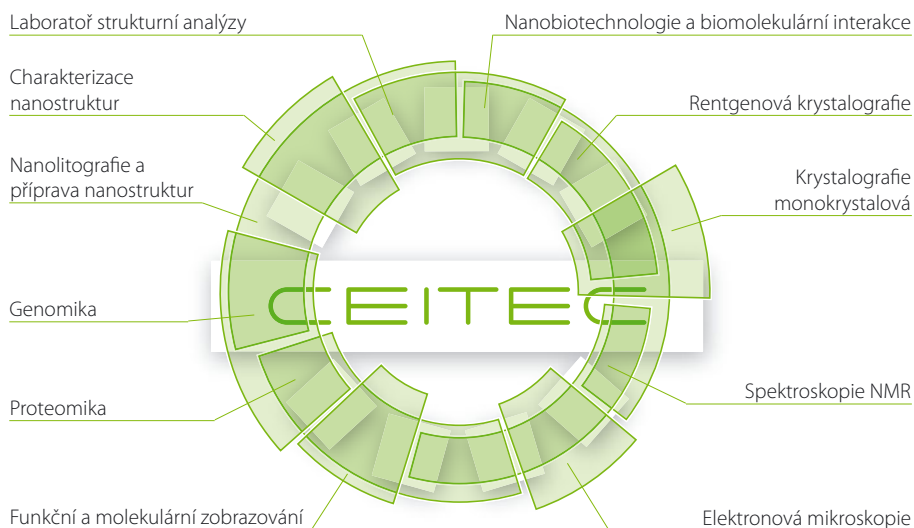 Laboratoř strukturní analýzy
Nanobiotechnologie a biomolekulární interakce
Charakterizace
nanostruktur
Rentgenová krystalografie
Nanolitografie a
příprava nanostruktur
Krystalografie
monokrystalová
CEITEC
Genomika
Proteomika
Spektroskopie NMR
Funkční a molekulární zobrazování
Elektronová mikroskopie